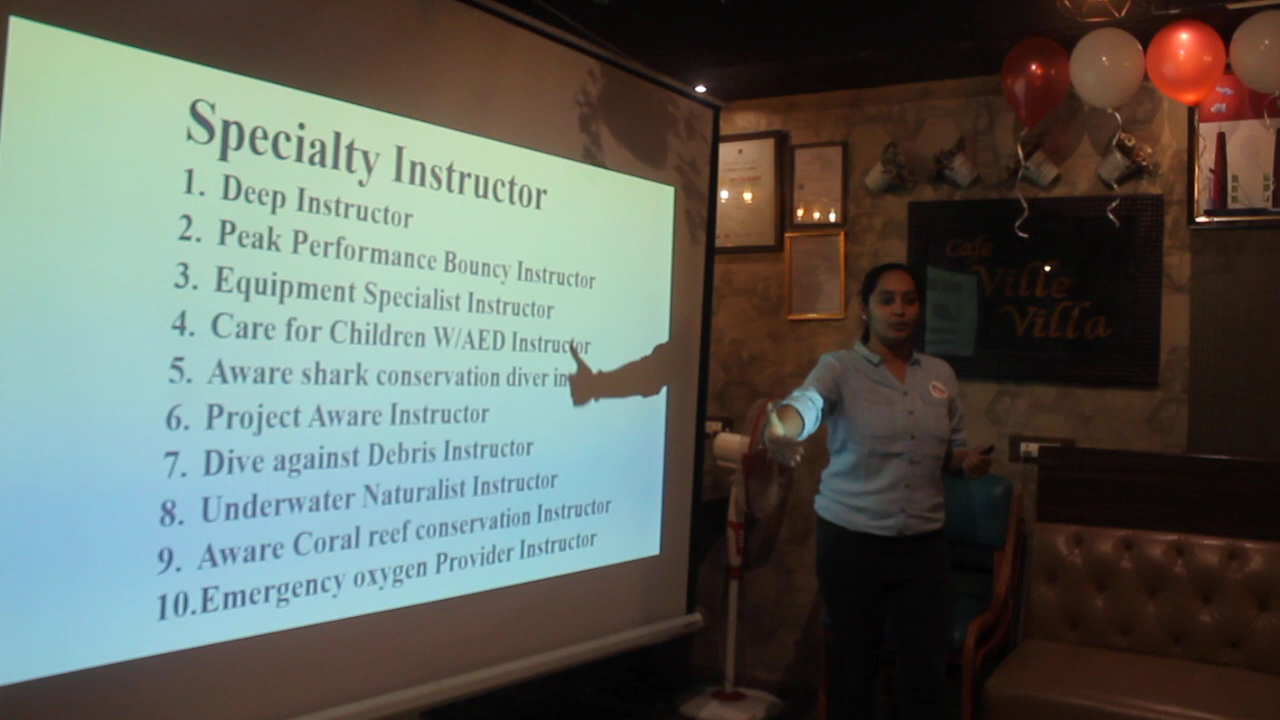 Specialty Instructor
1. Deep Instructor
2. Peak Performance Bouncy Instructor
3. Equipment Specialist Instructor
4. Care for Children W/AED Instructor
5. Aware shark conservation diver in
6. Project Aware Instructor
7. Dive against Debris Instructor
8. Underwater Naturalist Instructor
9. Aware Coral reef conservation Instructor
10.Emergency oxygen Provider Instructor
Cafe
Ville
Villa